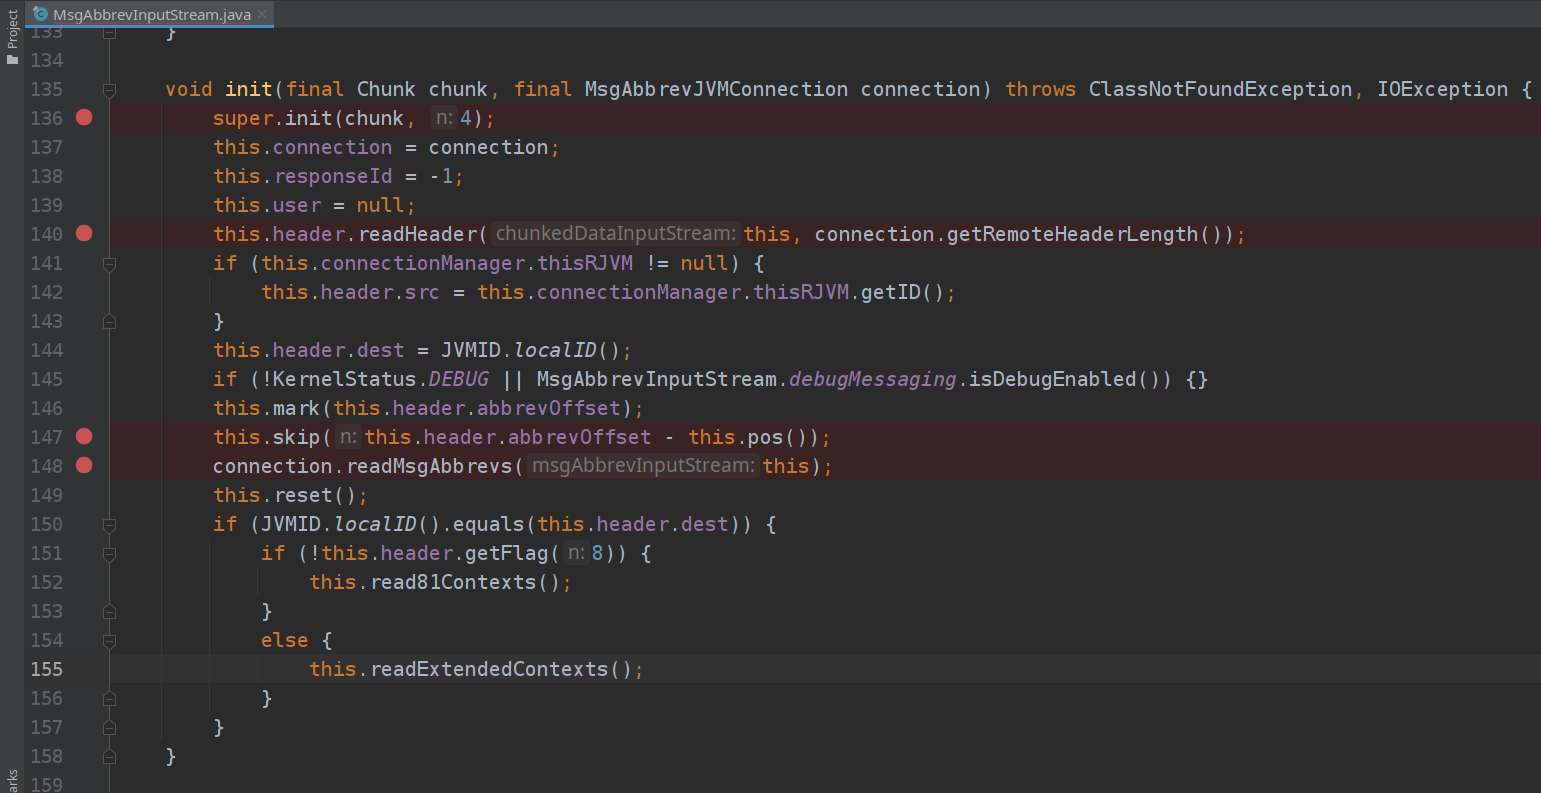 Project
MsgAbbrevInputStream.java
133 }
134
135 void init(final Chunk chunk, final MsgAbbrevJVMConnection connection) throws ClassNotFoundException, IOException {
136 super.init(chunk, n: 4);
137 this.connection = connection;
138 this.responseId = -1;
139 this.user = null;
140 this.header.readHeader( chunkedDataInputStream: this, connection.getRemoteHeaderLength());
141 if (this.connectionManager.thisRJVM != null) {
142 this.header.src = this.connectionManager.thisRJVM.getID();
143 }
144 this.header.dest = JVMID.localID();
145 if (!KernelStatus.DEBUG || MsgAbbrevInputStream.debugMessaging.isDebugEnabled()) {}
146 this.mark(this.header.abbrevOffset);
147 this.skip( n: this.header.abbrevOffset - this.pos());
148 connection.readMsgAbbrevs( msgAbbrevInputStream: this);
149 this.reset();
150 if (JVMID.localID().equals(this.header.dest)) {
151 if (!this.header.getFlag( n: 8)) {
152 this.read81Contexts();
153 }
154 else {
155 this.readExtendedContexts();
156 }
157 }
158 }
159
arks